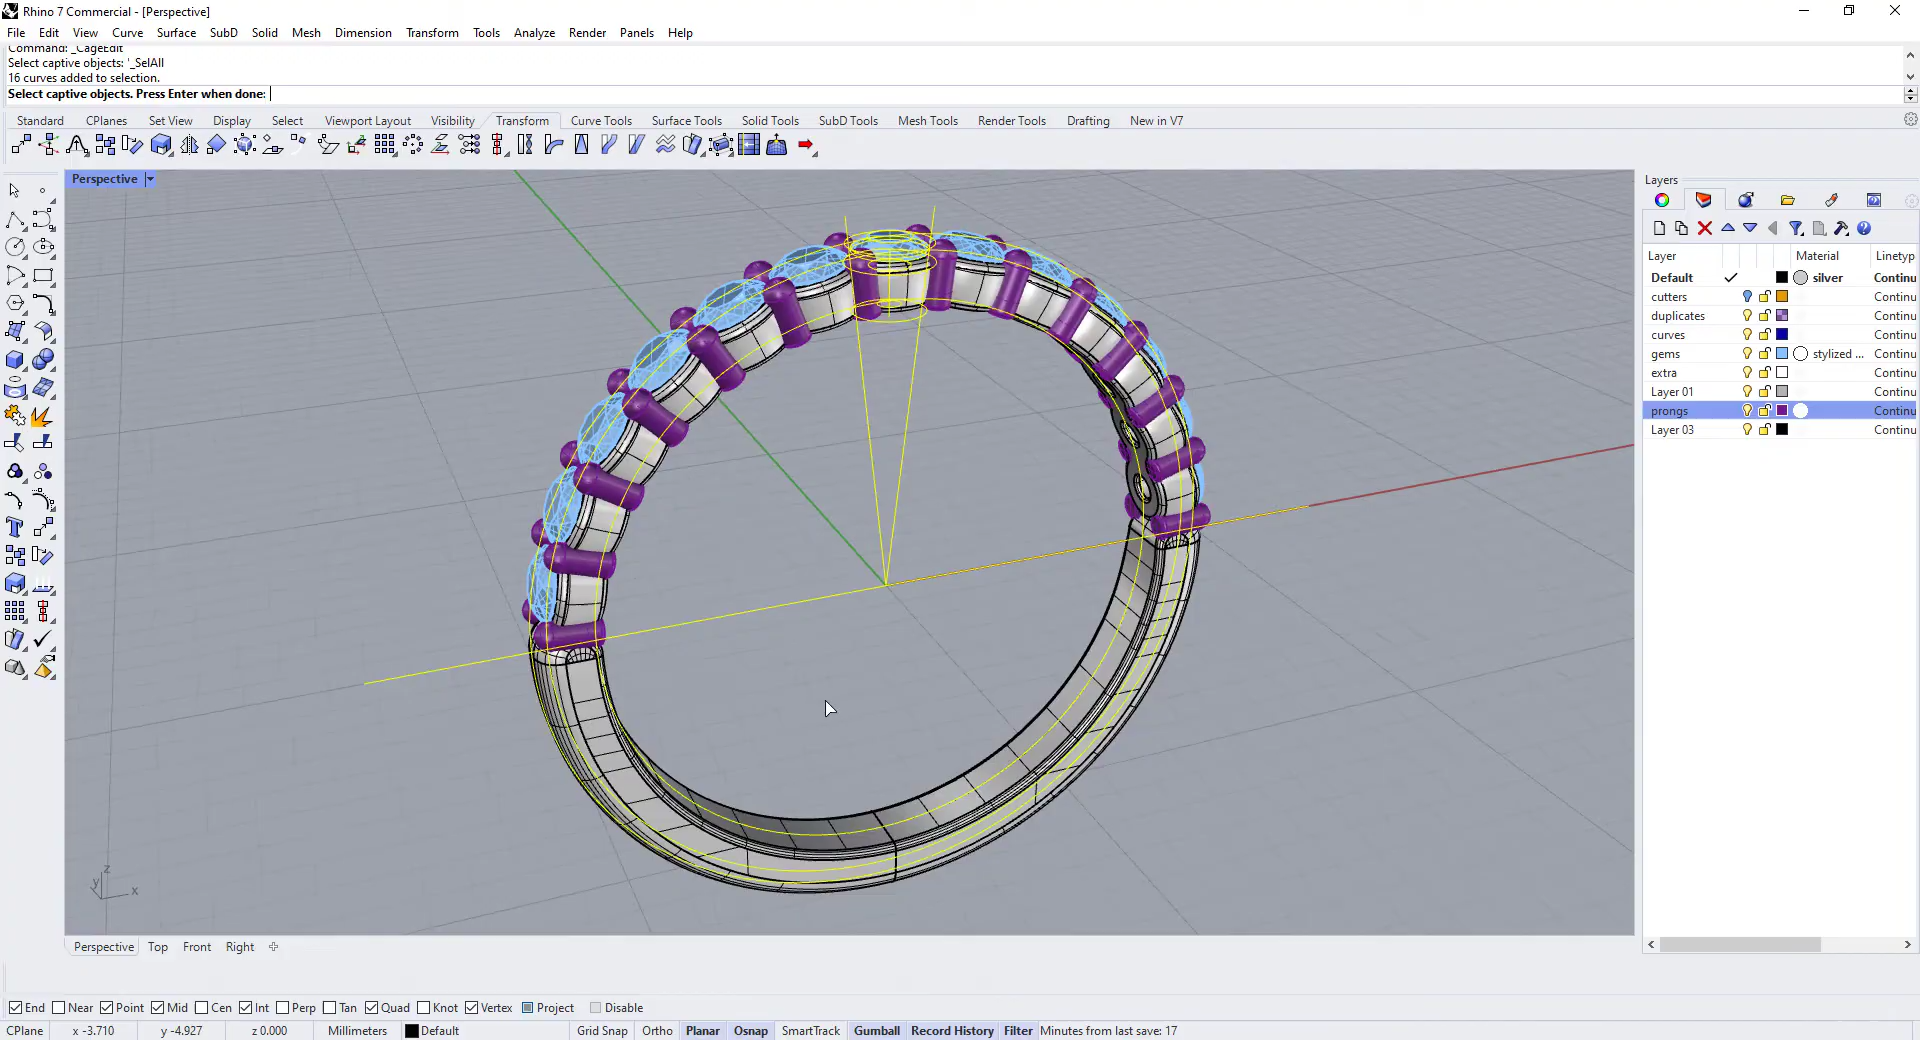 Rhino 7 Commercial - [Perspective]
File Edit View Curve Surface SubD Solid Mesh Dimension Transform Tools Analyze Render Panels Help
Command: _CageEdit
Select captive objects: '_SelAll
16 curves added to selection.
Select captive objects. Press Enter when done:
Standard CPlanes Set View Display Select Viewport Layout Visibility Transform Curve Tools Surface Tools Solid Tools SubD Tools Mesh Tools Render Tools Drafting New in V7
Perspective
Layers
Layer Material Linetyp
Default silver Continu
cutters Continu
duplicates Continu
curves Continu
gems stylized ... Continu
extra Continu
Layer 01 Continu
prongs Continu
Layer 03 Continu
z
y
x
Perspective Top Front Right
End Near Point Mid Cen Int Perp Tan Quad Knot Vertex Project Disable
CPlane x -3.710 y -4.927 z 0.000 Millimeters Default Grid Snap Ortho Planar Osnap SmartTrack Gumball Record History Filter Minutes from last save: 17